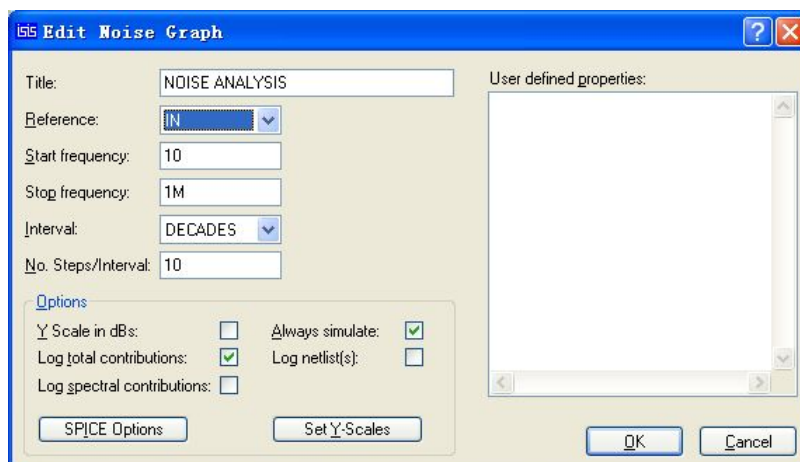 isis Edit Noise Graph
Title: NOISE ANALYSIS
Reference: IN
Start frequency: 10
Stop frequency: 1M
Interval: DECADES
No. Steps/Interval: 10
Options
Y Scale in dBs:
Always simulate:
Log total contributions:
Log netlist(s):
Log spectral contributions:
SPICE Options
Set Y-Scales
User defined properties:
OK
Cancel